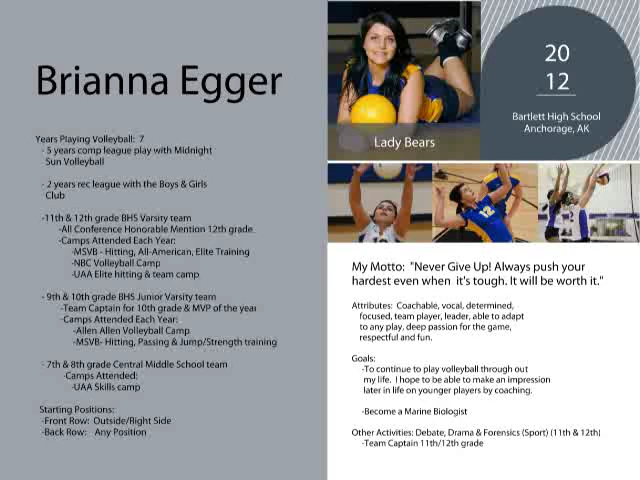 Brianna Egger
Years Playing Volleyball: 7
- 5 years comp league play with Midnight
Sun Volleyball
- 2 years rec league with the Boys & Girls
Club
-11th & 12th grade BHS Varsity team
-All Conference Honorable Mention 12th grade
-Camps Attended Each Year:
-MSVB - Hitting, All-American, Elite Training
-NBC Volleyball Camp
-UAA Elite hitting & team camp
- 9th & 10th grade BHS Junior Varsity team
-Team Captain for 10th grade & MVP of the year
-Camps Attended Each Year:
-Allen Allen Volleyball Camp
-MSVB- Hitting, Passing & Jump/Strength training
- 7th & 8th grade Central Middle School team
-Camps Attended:
-UAA Skills camp
Starting Positions:
-Front Row: Outside/Right Side
-Back Row: Any Position
Lady Bears
20
12
Bartlett High School
Anchorage, AK
12
My Motto: "Never Give Up! Always push your
hardest even when it's tough. It will be worth it."
Attributes: Coachable, vocal, determined,
focused, team player, leader, able to adapt
to any play, deep passion for the game,
respectful and fun.
Goals:
-To continue to play volleyball through out
my life. I hope to be able to make an impression
later in life on younger players by coaching.
-Become a Marine Biologist
Other Activities: Debate, Drama & Forensics (Sport) (11th & 12th)
-Team Captain 11th/12th grade